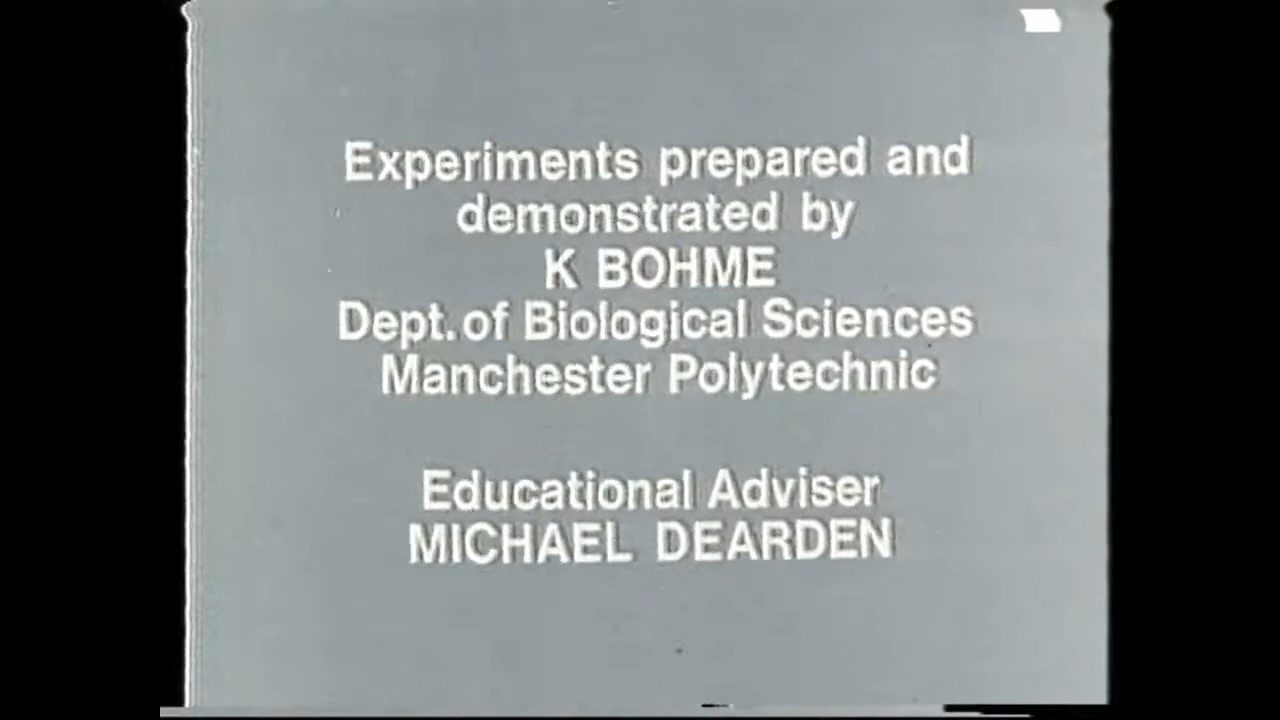 Experiments prepared and
demonstrated by
K BOHME
Dept. of Biological Sciences
Manchester Polytechnic
Educational Adviser
MICHAEL DEARDEN